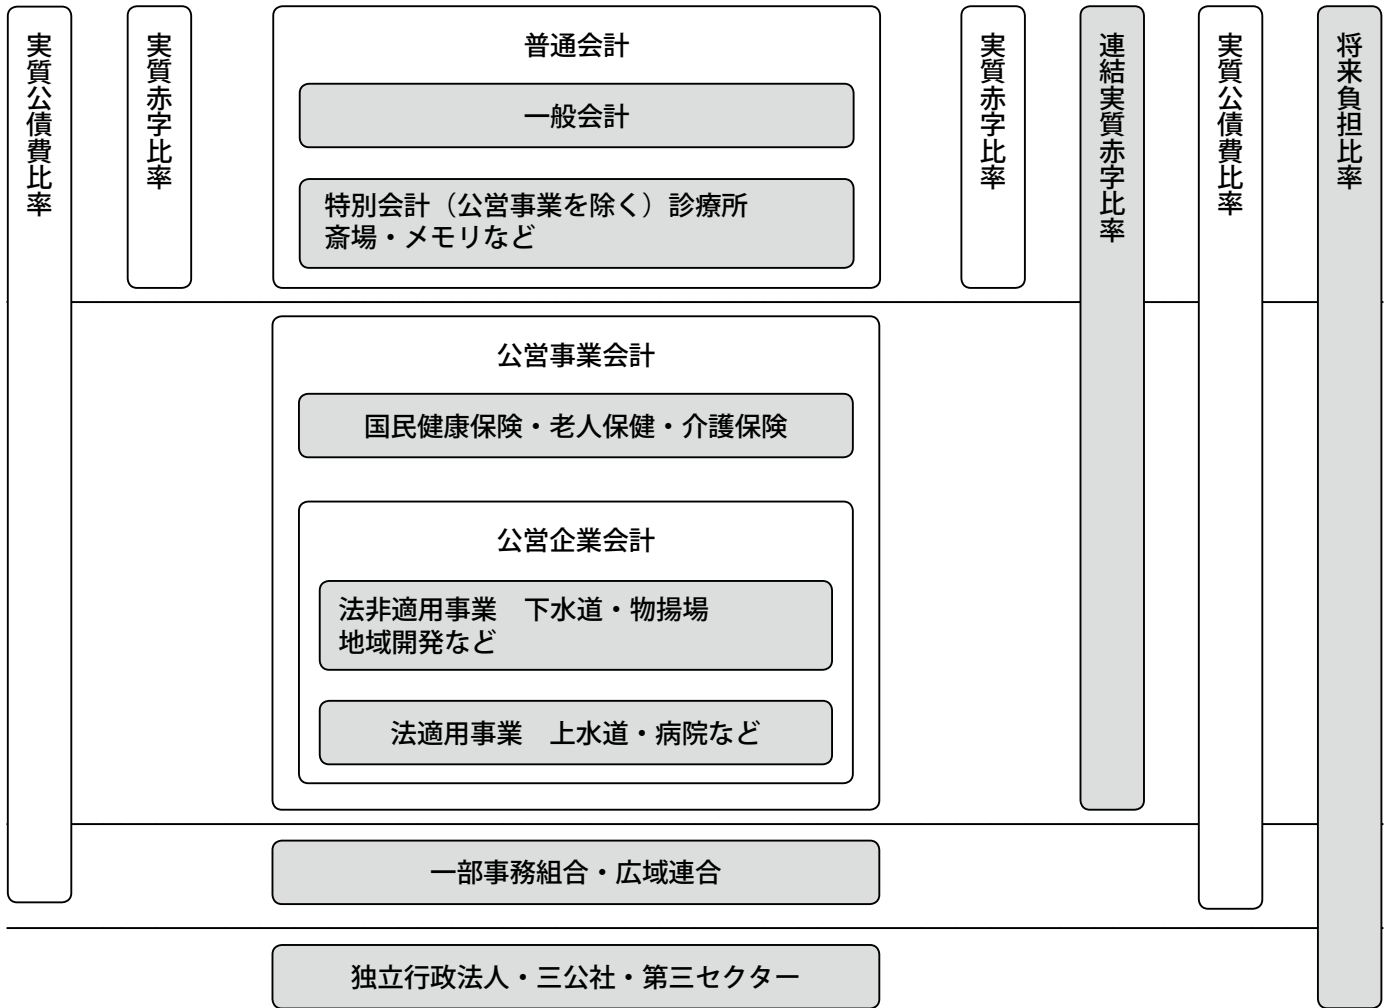 実質公債費比率
実質赤字比率
普通会計
一般会計
特別会計（公営事業を除く）診療所
斎場・メモリなど
公営事業会計
国民健康保険・老人保健・介護保険
公営企業会計
法非適用事業　下水道・物揚場
地域開発など
法適用事業　上水道・病院など
一部事務組合・広域連合
独立行政法人・三公社・第三セクター
実質赤字比率
連結実質赤字比率
実質公債費比率
将来負担比率